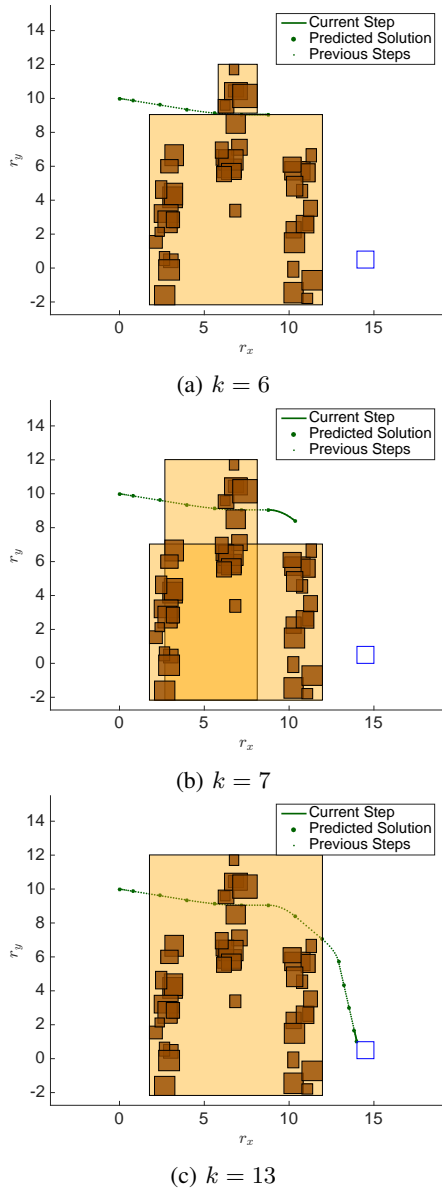 14
12
10
8
6
4
2
0
-2
r_y
Current Step
Predicted Solution
Previous Steps
0 5 10 15
r_x
(a) k = 6
14
12
10
8
6
4
2
0
-2
r_y
Current Step
Predicted Solution
Previous Steps
0 5 10 15
r_x
(b) k = 7
14
12
10
8
6
4
2
0
-2
r_y
Current Step
Predicted Solution
Previous Steps
0 5 10 15
r_x
(c) k = 13